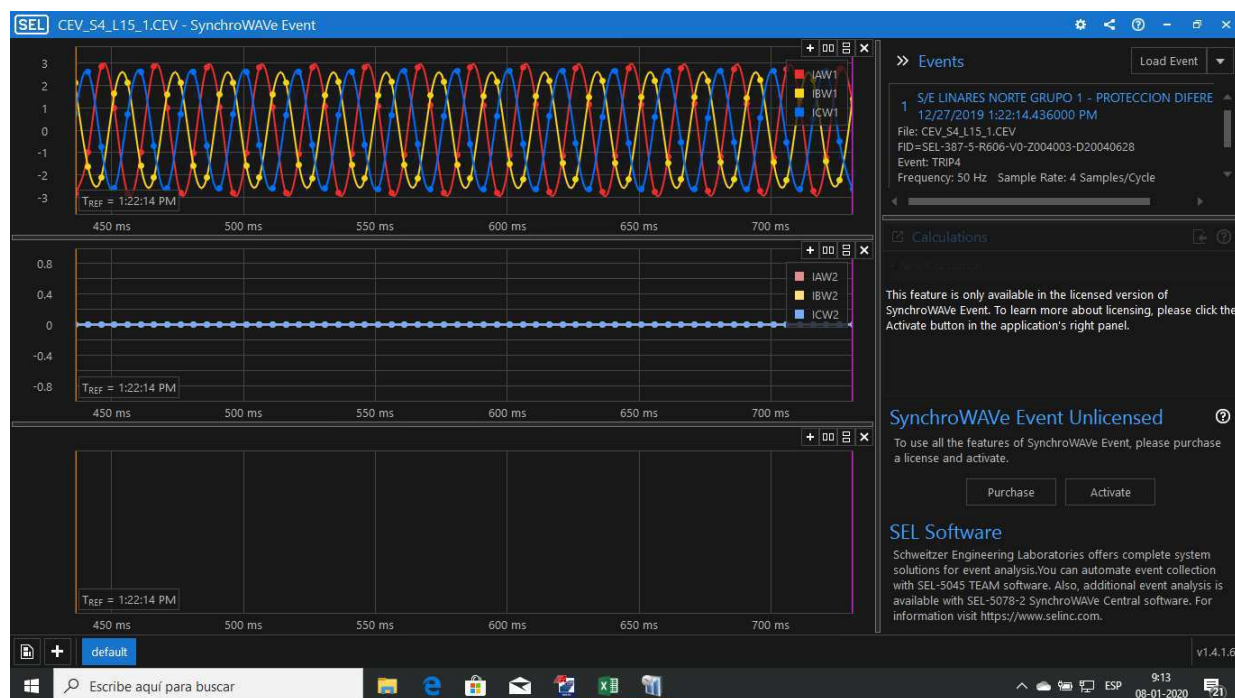 SEL CEV_S4_L15_1.CEV - SynchroWAVe Event
3
2
1
0
-1
-2
-3
IAW1
IBW1
ICW1
TREF = 1:22:14 PM
450 ms 500 ms 550 ms 600 ms 650 ms 700 ms
0.8
0.4
0
-0.4
-0.8
IAW2
IBW2
ICW2
TREF = 1:22:14 PM
450 ms 500 ms 550 ms 600 ms 650 ms 700 ms
TREF = 1:22:14 PM
450 ms 500 ms 550 ms 600 ms 650 ms 700 ms
default
Events
Load Event
1 S/E LINARES NORTE GRUPO 1 - PROTECCION DIFERE
12/27/2019 1:22:14.436000 PM
File: CEV_S4_L15_1.CEV
FID=SEL-387-5-R606-V0-Z004003-D20040628
Event: TRIP4
Frequency: 50 Hz Sample Rate: 4 Samples/Cycle
Calculations
This feature is only available in the licensed version of
SynchroWAVe Event. To learn more about licensing, please click the
Activate button in the application's right panel.
SynchroWAVe Event Unlicensed
To use all the features of SynchroWAVe Event, please purchase
a license and activate.
Purchase Activate
SEL Software
Schweitzer Engineering Laboratories offers complete system
solutions for event analysis.You can automate event collection
with SEL-5045 TEAM software. Also, additional event analysis is
available with SEL-5078-2 SynchroWAVe Central software. For
information visit https://www.selinc.com.
v1.4.1.6
Escribe aquí para buscar
ESP
9:13
08-01-2020
21